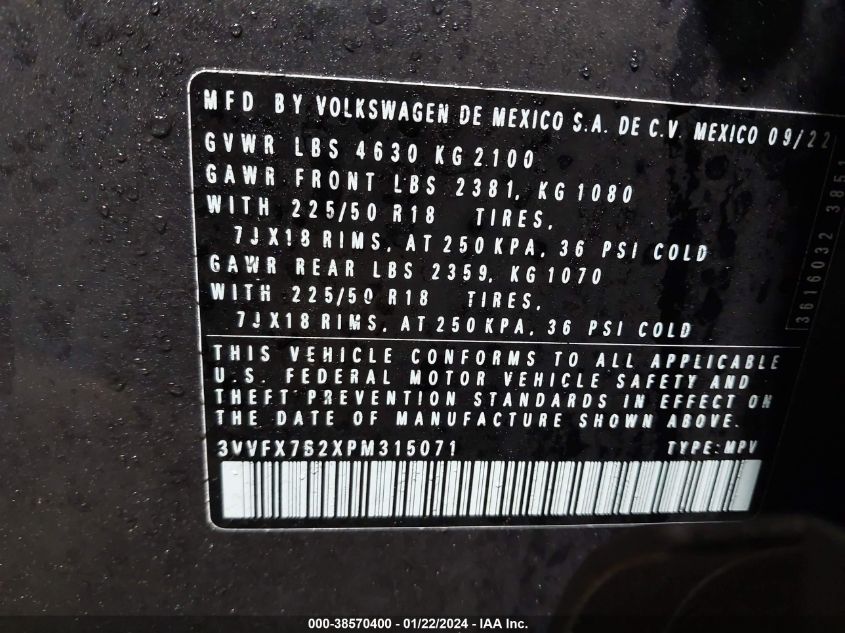 MFD BY VOLKSWAGEN DE MEXICO S.A. DE C.V. MEXICO 09/22
GVWR LBS 4630 KG 2100
GAWR FRONT LBS 2381, KG 1080
WITH 225/50 R18 TIRES,
7JX18 RIMS, AT 250 KPA, 36 PSI COLD
GAWR REAR LBS 2359, KG 1070
WITH 225/50 R18 TIRES,
7JX18 RIMS, AT 250 KPA, 36 PSI COLD
THIS VEHICLE CONFORMS TO ALL APPLICABLE
U.S. FEDERAL MOTOR VEHICLE SAFETY AND
THEFT PREVENTION STANDARDS IN EFFECT ON
THE DATE OF MANUFACTURE SHOWN ABOVE.
3VVFX7B2XPM315071 TYPE:MPV
3616032 3851
000-38570400 - 01/22/2024 - IAA Inc.